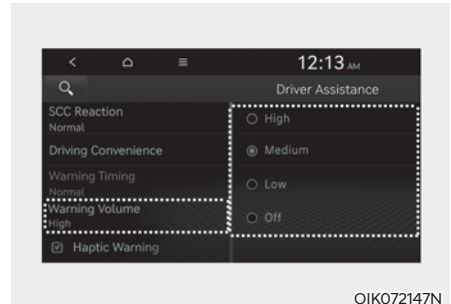 12:13 AM
Driver Assistance
SCC Reaction
Normal
Driving Convenience
Warning Timing
Normal
Warning Volume
High
Haptic Warning
High
Medium
Low
Off
OIK072147N